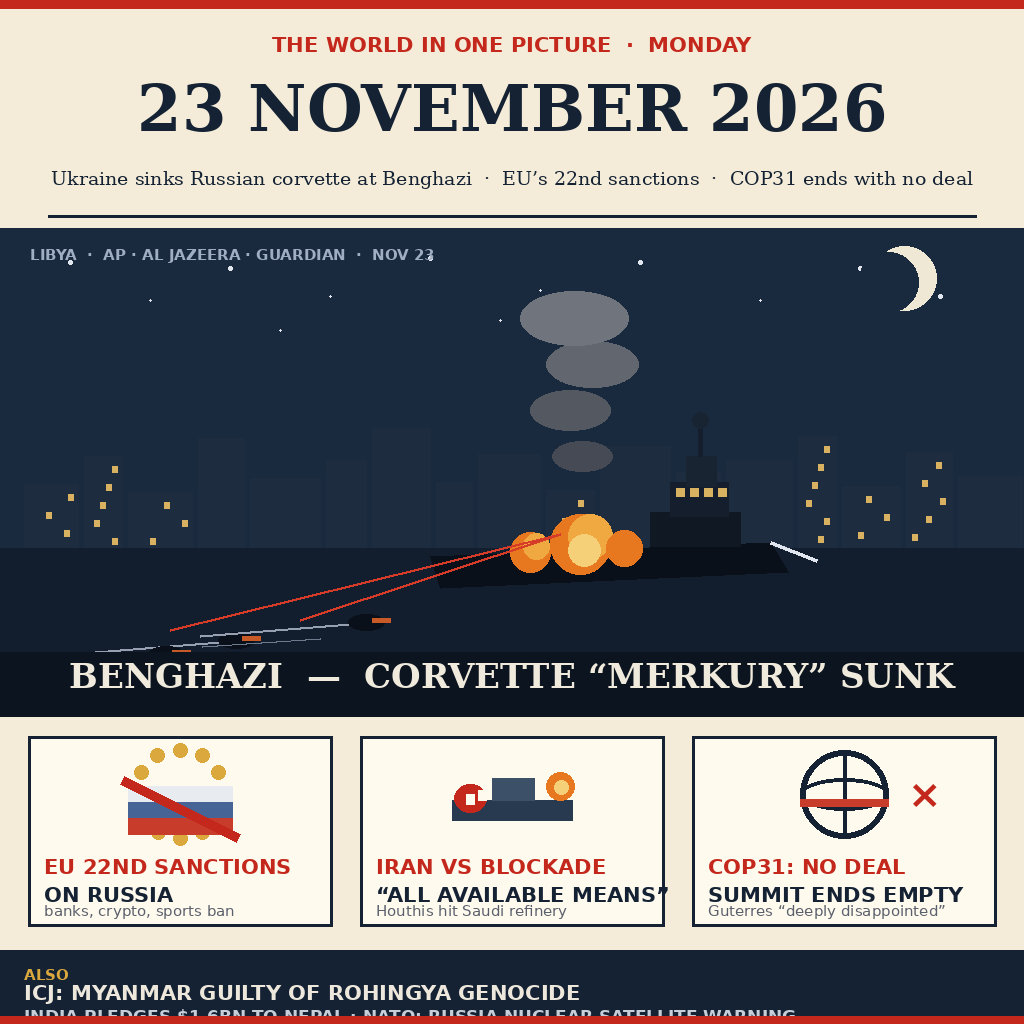 THE WORLD IN ONE PICTURE · MONDAY
23 NOVEMBER 2026
Ukraine sinks Russian corvette at Benghazi · EU’s 22nd sanctions · COP31 ends with no deal
LIBYA · AP · AL JAZEERA · GUARDIAN · NOV 23
BENGHAZI — CORVETTE “MERKURY” SUNK
EU 22ND SANCTIONS
ON RUSSIA
banks, crypto, sports ban
IRAN VS BLOCKADE
“ALL AVAILABLE MEANS”
Houthis hit Saudi refinery
COP31: NO DEAL
SUMMIT ENDS EMPTY
Guterres “deeply disappointed”
ALSO
ICJ: MYANMAR GUILTY OF ROHINGYA GENOCIDE
INDIA PLEDGES $1.6BN TO NEPAL · NATO: RUSSIA NUCLEAR SATELLITE WARNING